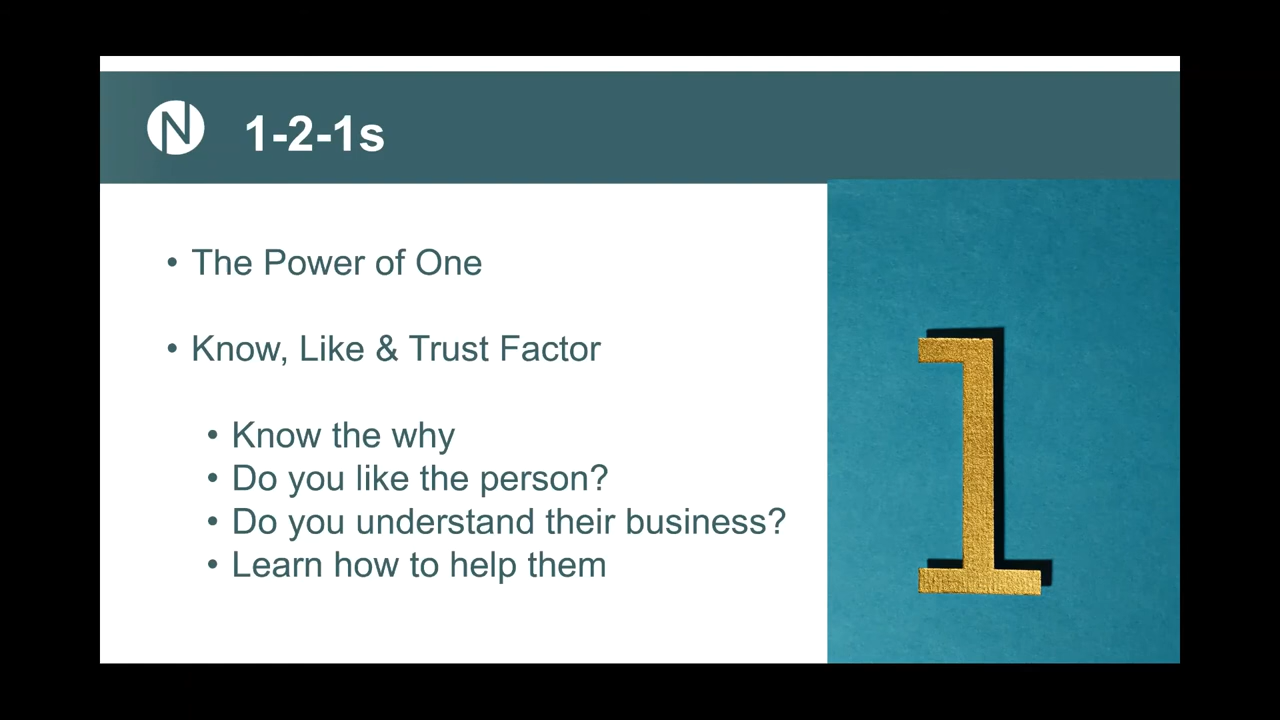 N
1-2-1s
• The Power of One
• Know, Like & Trust Factor
• Know the why
• Do you like the person?
• Do you understand their business?
• Learn how to help them
1